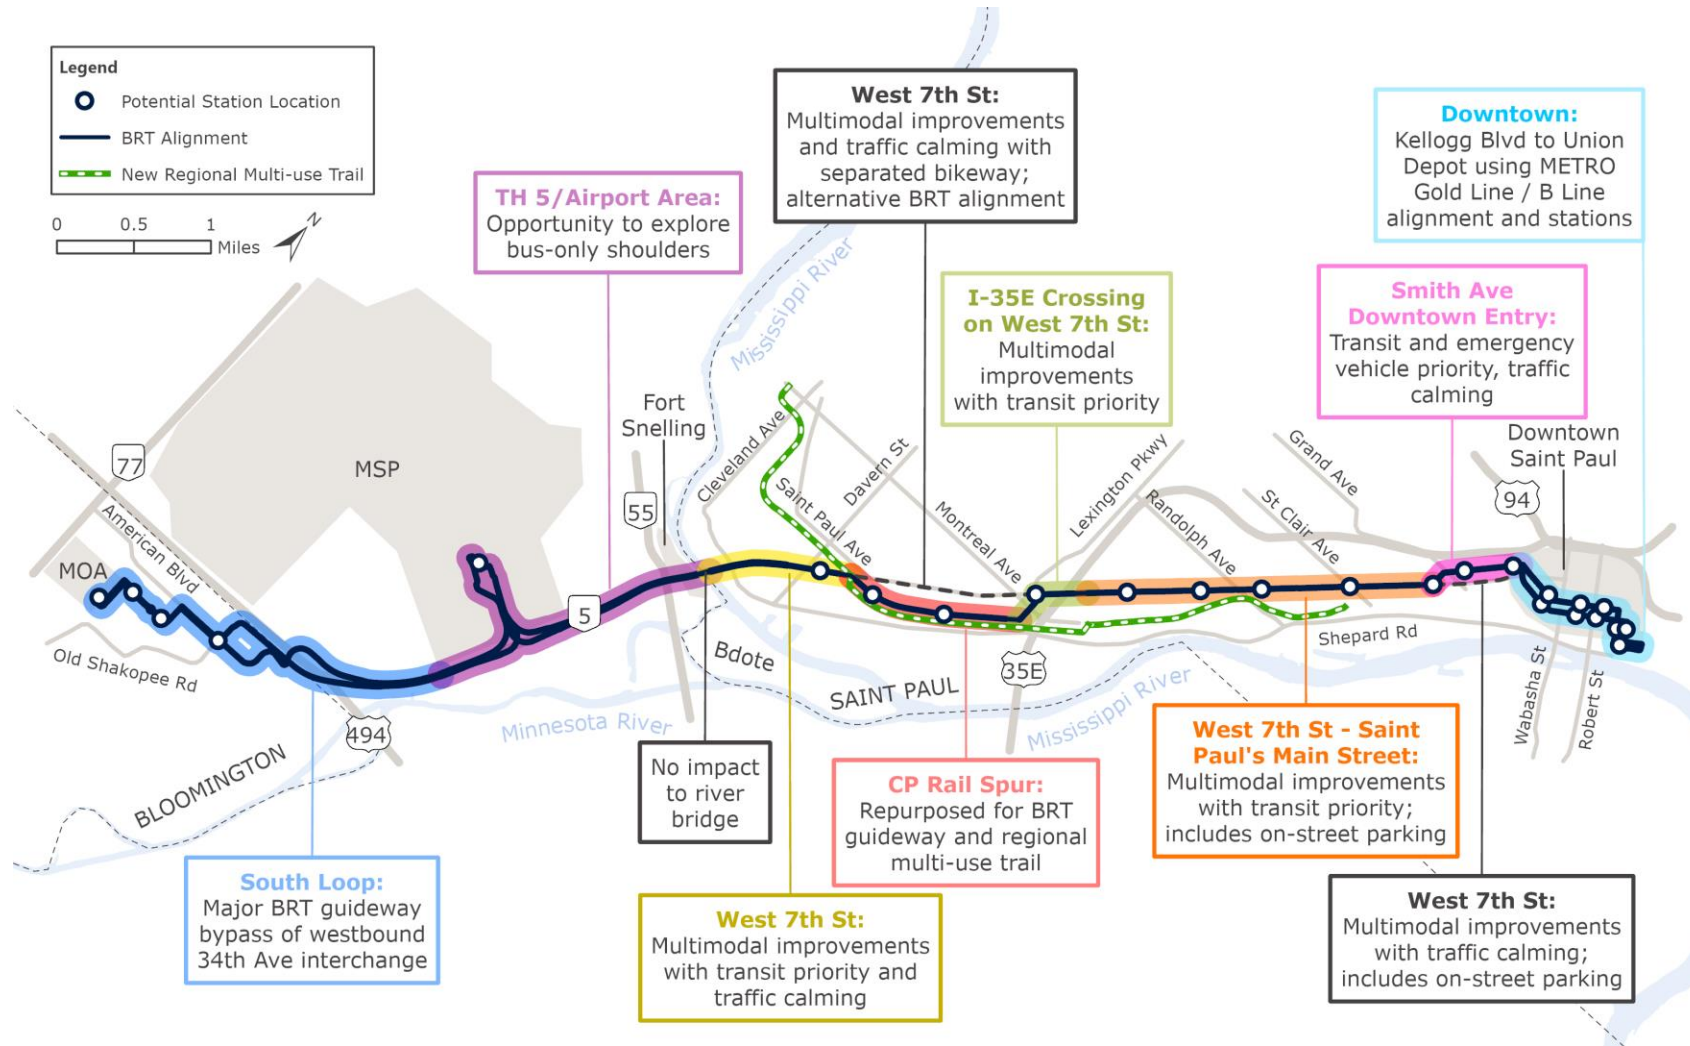 Legend
Potential Station Location
BRT Alignment
New Regional Multi-use Trail
0 0.5 1
Miles
N
TH 5/Airport Area:
Opportunity to explore
bus-only shoulders
West 7th St:
Multimodal improvements
and traffic calming with
separated bikeway;
alternative BRT alignment
Downtown:
Kellogg Blvd to Union
Depot using METRO
Gold Line / B Line
alignment and stations
I-35E Crossing
on West 7th St:
Multimodal
improvements
with transit priority
Smith Ave
Downtown Entry:
Transit and emergency
vehicle priority, traffic
calming
Mississippi River
Fort
Snelling
Downtown
Saint Paul
77
MSP
55
94
American Blvd
MOA
Old Shakopee Rd
5
Cleveland Ave
Saint Paul Ave
Davern St
Montreal Ave
Lexington Pkwy
Randolph Ave
St Clair Ave
Grand Ave
Shepard Rd
Wabasha St
Robert St
Bdote
SAINT PAUL
35E
Mississippi River
Minnesota River
494
BLOOMINGTON
No impact
to river
bridge
CP Rail Spur:
Repurposed for BRT
guideway and regional
multi-use trail
West 7th St - Saint
Paul's Main Street:
Multimodal improvements
with transit priority;
includes on-street parking
South Loop:
Major BRT guideway
bypass of westbound
34th Ave interchange
West 7th St:
Multimodal improvements
with transit priority and
traffic calming
West 7th St:
Multimodal improvements
with traffic calming;
includes on-street parking